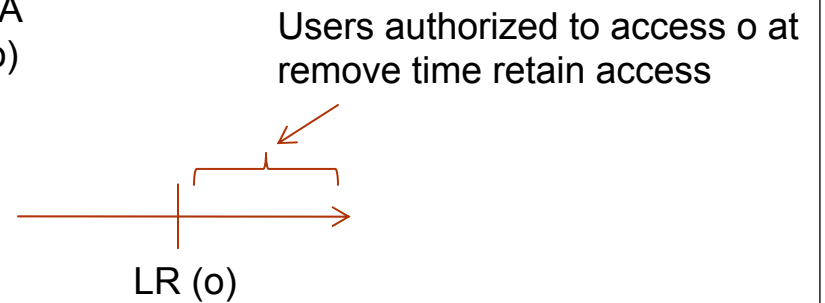 A
)
Users authorized to access o at
remove time retain access
LR (o)